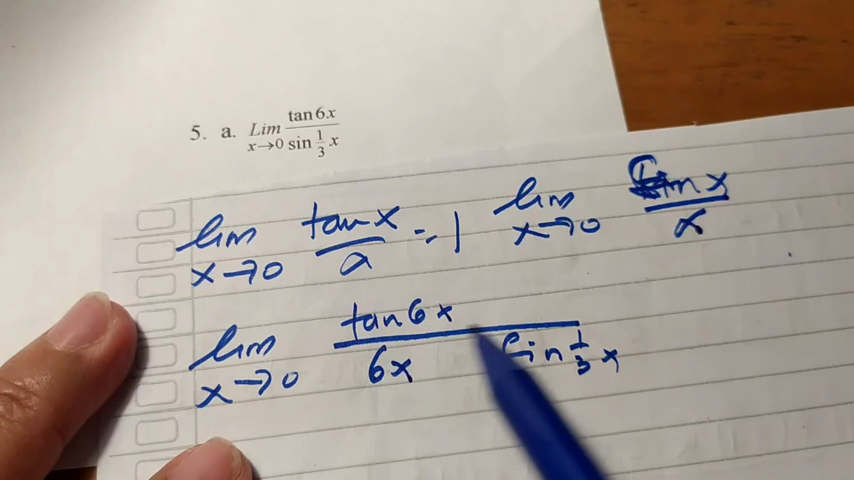 5. a. Lim x→0 tan 6x / sin 1/3 x
lim x→0 tan x / a = 1 lim x→0 sin x / x
lim x→0 tan 6x / 6x sin 1/3 x